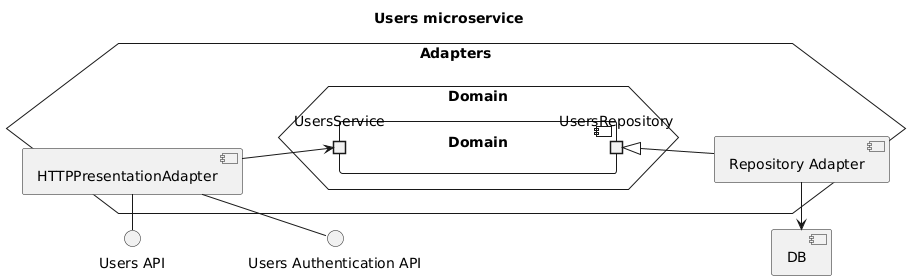 Users microservice
Adapters
Domain
UsersService
UsersRepository
Domain
HTTPPresentationAdapter
Repository Adapter
Users API
Users Authentication API
DB